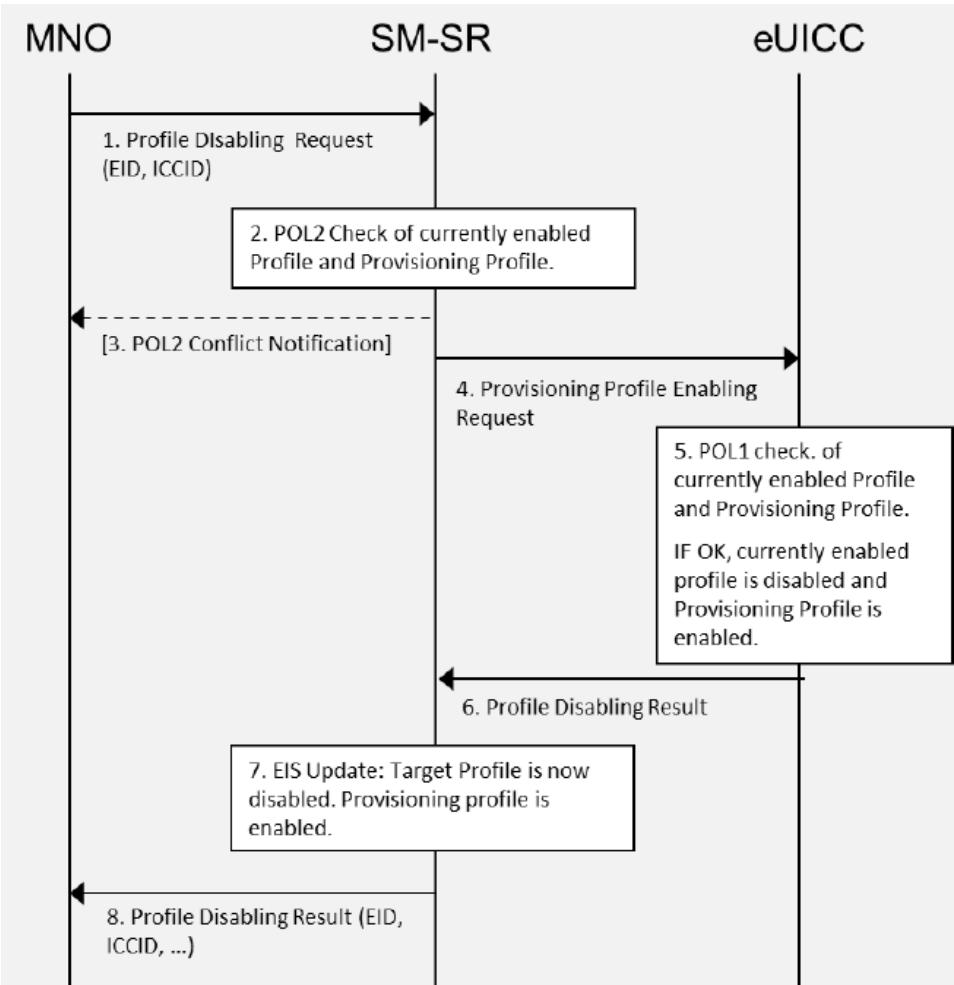 MNO
SM-SR
eUICC
1. Profile DIsabling Request
(EID, ICCID)
2. POL2 Check of currently enabled
Profile and Provisioning Profile.
[3. POL2 Conflict Notification]
4. Provisioning Profile Enabling
Request
5. POL1 check. of
currently enabled Profile
and Provisioning Profile.
IF OK, currently enabled
profile is disabled and
Provisioning Profile is
enabled.
6. Profile Disabling Result
7. EIS Update: Target Profile is now
disabled. Provisioning profile is
enabled.
8. Profile Disabling Result (EID,
ICCID, ...)